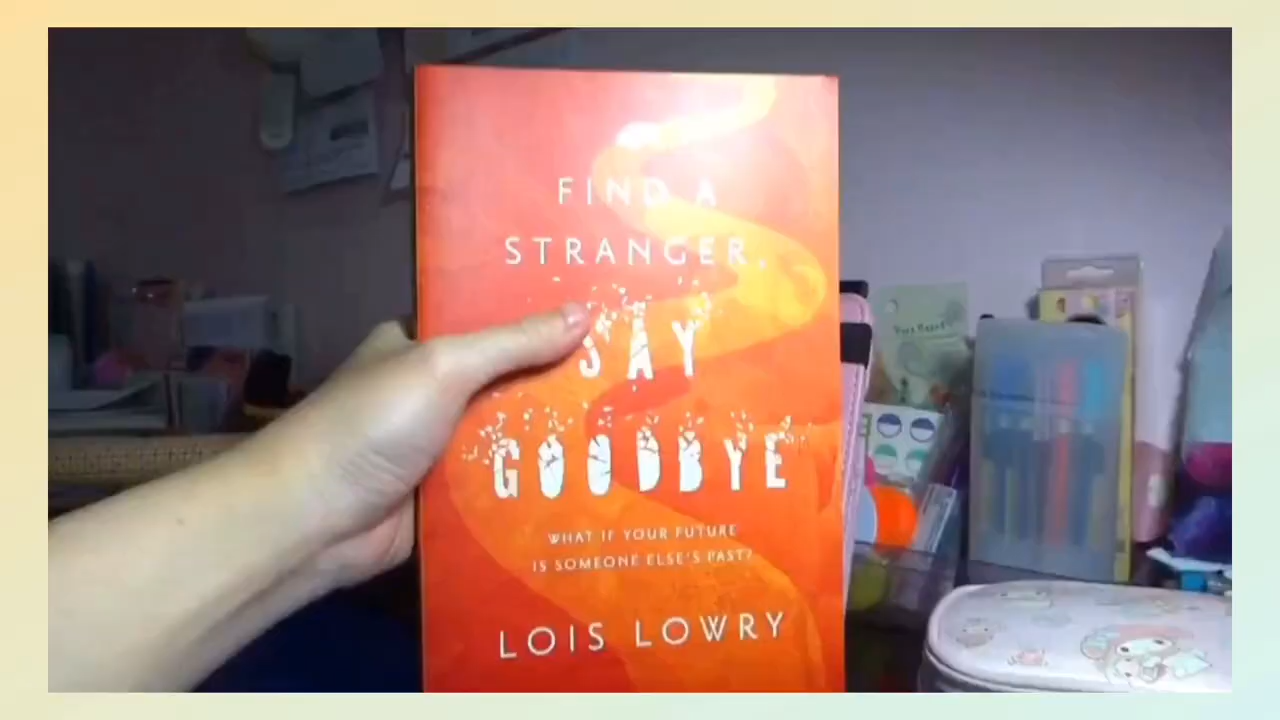 FIND A
STRANGER,
SAY
GOODBYE
WHAT IF YOUR FUTURE
IS SOMEONE ELSE'S PAST?
LOIS LOWRY